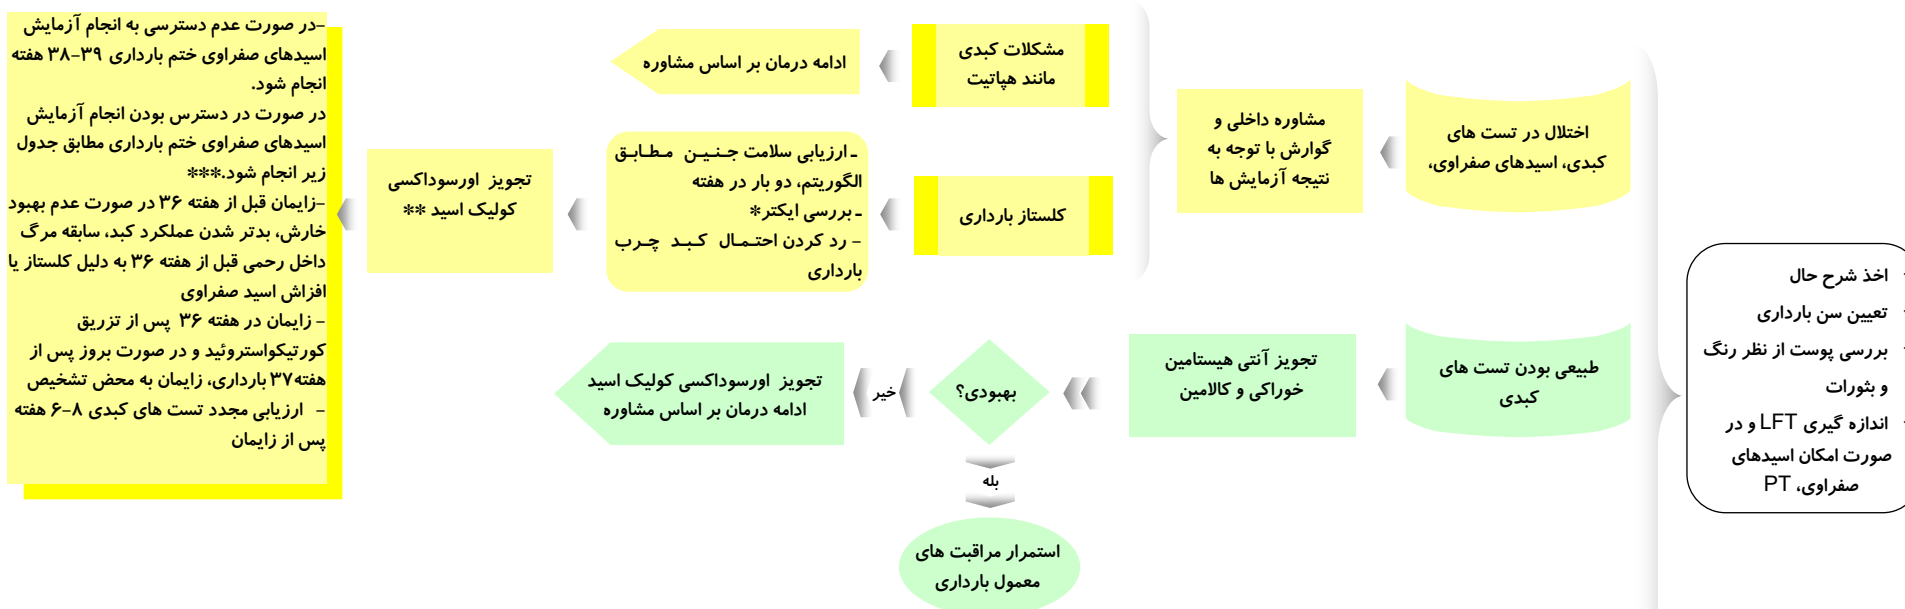 اخذ شرح حال
تعیین سن بارداری
بررسی پوست از نظر رنگ
و بثورات
اندازه گیری LFT و در
صورت امکان اسیدهای
صفراوی، PT
اختلال در تست های
کبدی، اسیدهای صفراوی،
مشاوره داخلی و
گوارش با توجه به
نتیجه آزمایش ها
مشکلات کبدی
مانند هپاتیت
ادامه درمان بر اساس مشاوره
کلستاز بارداری
- ارزیابی سلامت جنین مطابق
الگوریتم، دو بار در هفته
- بررسی ایکتر*
- رد کردن احتمال کبد چرب
بارداری
تجویز اورسوداکسی
کولیک اسید **
-در صورت عدم دسترسی به انجام آزمایش
اسیدهای صفراوی ختم بارداری ۳۹-۳۸ هفته
انجام شود.
در صورت در دسترس بودن انجام آزمایش
اسیدهای صفراوی ختم بارداری مطابق جدول
زیر انجام شود.***
-زایمان قبل از هفته ۳۶ در صورت عدم بهبود
خارش، بدتر شدن عملکرد کبد، سابقه مرگ
داخل رحمی قبل از هفته ۳۶ به دلیل کلستاز یا
افزاش اسید صفراوی
- زایمان در هفته ۳۶ پس از تزریق
کورتیکواستروئید و در صورت بروز پس از
هفته۳۷ بارداری، زایمان به محض تشخیص
- ارزیابی مجدد تست های کبدی ۸-۶ هفته
پس از زایمان
طبیعی بودن تست های
کبدی
تجویز آنتی هیستامین
خوراکی و کالامین
بهبودی؟
خیر
تجویز اورسوداکسی کولیک اسید
ادامه درمان بر اساس مشاوره
بله
استمرار مراقبت های
معمول بارداری